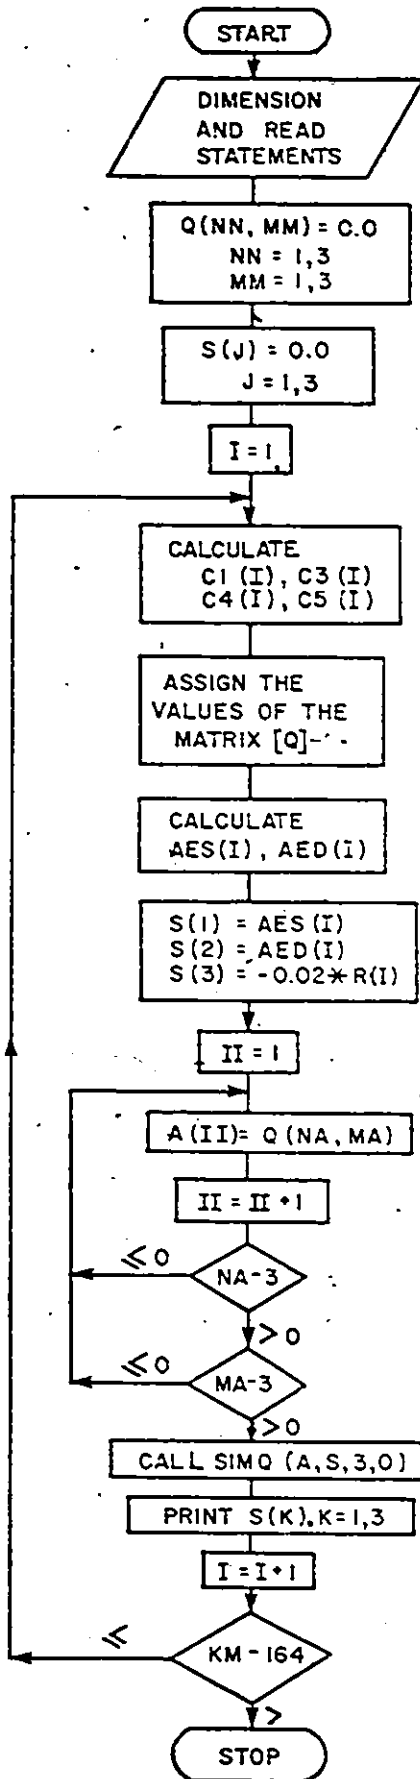 START
DIMENSION
AND READ
STATEMENTS
Q(NN, MM) = 0.0
NN = 1,3
MM = 1,3
S(J) = 0.0
J = 1,3
I = 1,
CALCULATE
C1(I), C3(I)
C4(I), C5(I)
ASSIGN THE
VALUES OF THE
MATRIX [Q]
CALCULATE
AES(I), AED(I)
S(1) = AES(I)
S(2) = AED(I)
S(3) = -0.02*R(I)
II = 1
A(II) = Q(NA, MA)
II = II + 1
≤0
NA-3
>0
≤0
MA-3
>0
CALL SIMQ (A,S,3,0)
PRINT S(K),K=1,3
I = I + 1
≤
KM-164
>
STOP